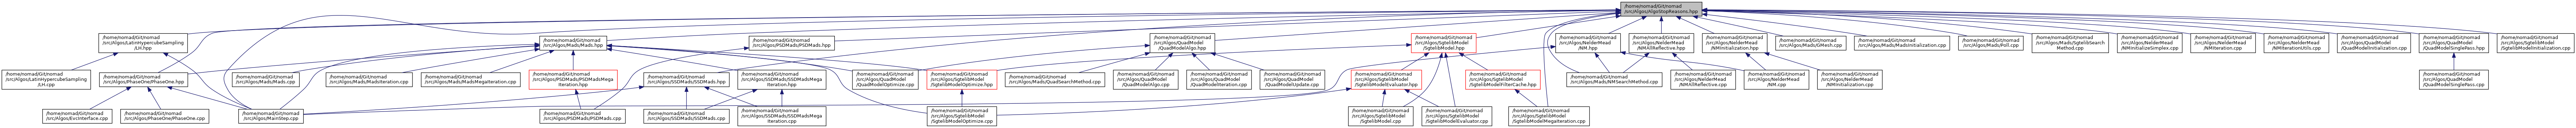 /home/nomad/Git/nomad
/src/Algos/AlgoStopReasons.hpp
/home/nomad/Git/nomad
/src/Algos/LatinHypercubeSampling
/LH.hpp
/home/nomad/Git/nomad
/src/Algos/Mads/Mads.hpp
/home/nomad/Git/nomad
/src/Algos/PSDMads/PSDMads.hpp
/home/nomad/Git/nomad
/src/Algos/QuadModel
/QuadModelAlgo.hpp
/home/nomad/Git/nomad
/src/Algos/SgtelibModel
/SgtelibModel.hpp
/home/nomad/Git/nomad
/src/Algos/NelderMead
/NM.hpp
/home/nomad/Git/nomad
/src/Algos/NelderMead
/NMAllReflective.hpp
/home/nomad/Git/nomad
/src/Algos/NelderMead
/NMInitialization.hpp
/home/nomad/Git/nomad
/src/Algos/Mads/GMesh.cpp
/home/nomad/Git/nomad
/src/Algos/Mads/MadsInitialization.cpp
/home/nomad/Git/nomad
/src/Algos/Mads/Poll.cpp
/home/nomad/Git/nomad
/src/Algos/Mads/SgtelibSearch
Method.cpp
/home/nomad/Git/nomad
/src/Algos/NelderMead
/NMInitializeSimplex.cpp
/home/nomad/Git/nomad
/src/Algos/NelderMead
/NMIteration.cpp
/home/nomad/Git/nomad
/src/Algos/NelderMead
/NMIterationUtils.cpp
/home/nomad/Git/nomad
/src/Algos/QuadModel
/QuadModelInitialization.cpp
/home/nomad/Git/nomad
/src/Algos/QuadModel
/QuadModelSinglePass.hpp
/home/nomad/Git/nomad
/src/Algos/SgtelibModel
/SgtelibModelInitialization.cpp
/home/nomad/Git/nomad
/src/Algos/LatinHypercubeSampling
/LH.cpp
/home/nomad/Git/nomad
/src/Algos/PhaseOne/PhaseOne.hpp
/home/nomad/Git/nomad
/src/Algos/Mads/Mads.cpp
/home/nomad/Git/nomad
/src/Algos/Mads/MadsIteration.cpp
/home/nomad/Git/nomad
/src/Algos/Mads/MadsMegaIteration.cpp
/home/nomad/Git/nomad
/src/Algos/PSDMads/PSDMadsMega
Iteration.hpp
/home/nomad/Git/nomad
/src/Algos/SSDMads/SSDMads.hpp
/home/nomad/Git/nomad
/src/Algos/SSDMads/SSDMadsMega
Iteration.hpp
/home/nomad/Git/nomad
/src/Algos/QuadModel
/QuadModelOptimize.cpp
/home/nomad/Git/nomad
/src/Algos/SgtelibModel
/SgtelibModelOptimize.hpp
/home/nomad/Git/nomad
/src/Algos/Mads/QuadSearchMethod.cpp
/home/nomad/Git/nomad
/src/Algos/QuadModel
/QuadModelAlgo.cpp
/home/nomad/Git/nomad
/src/Algos/QuadModel
/QuadModelIteration.cpp
/home/nomad/Git/nomad
/src/Algos/QuadModel
/QuadModelUpdate.cpp
/home/nomad/Git/nomad
/src/Algos/SgtelibModel
/SgtelibModelEvaluator.hpp
/home/nomad/Git/nomad
/src/Algos/SgtelibModel
/SgtelibModelFilterCache.hpp
/home/nomad/Git/nomad
/src/Algos/Mads/NMSearchMethod.cpp
/home/nomad/Git/nomad
/src/Algos/NelderMead
/NMAllReflective.cpp
/home/nomad/Git/nomad
/src/Algos/NelderMead
/NM.cpp
/home/nomad/Git/nomad
/src/Algos/NelderMead
/NMInitialization.cpp
/home/nomad/Git/nomad
/src/Algos/QuadModel
/QuadModelSinglePass.cpp
/home/nomad/Git/nomad
/src/Algos/EvcInterface.cpp
/home/nomad/Git/nomad
/src/Algos/PhaseOne/PhaseOne.cpp
/home/nomad/Git/nomad
/src/Algos/MainStep.cpp
/home/nomad/Git/nomad
/src/Algos/PSDMads/PSDMads.cpp
/home/nomad/Git/nomad
/src/Algos/SSDMads/SSDMads.cpp
/home/nomad/Git/nomad
/src/Algos/SSDMads/SSDMadsMega
Iteration.cpp
/home/nomad/Git/nomad
/src/Algos/SgtelibModel
/SgtelibModelOptimize.cpp
/home/nomad/Git/nomad
/src/Algos/SgtelibModel
/SgtelibModel.cpp
/home/nomad/Git/nomad
/src/Algos/SgtelibModel
/SgtelibModelEvaluator.cpp
/home/nomad/Git/nomad
/src/Algos/SgtelibModel
/SgtelibModelMegaIteration.cpp